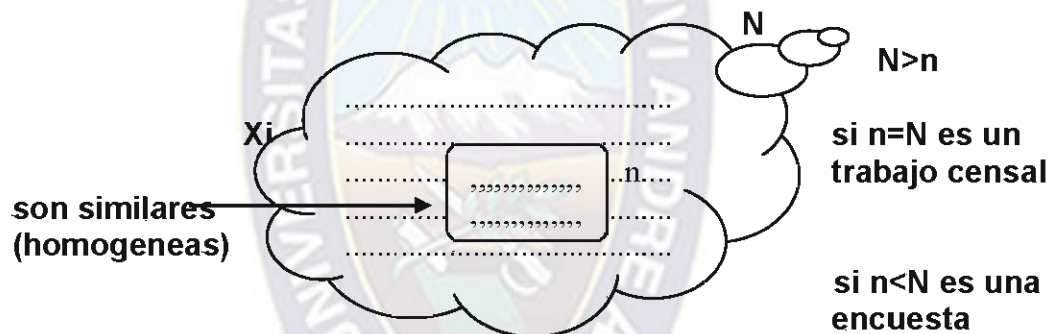 N
N>n
Xi
si n=N es un
trabajo censal
n
son similares
(homogeneas)
si n<N es una
encuesta